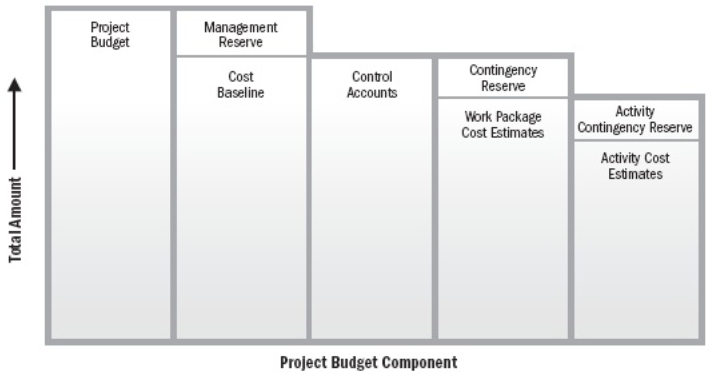 Project
Budget
Management
Reserve
Cost
Baseline
Control
Accounts
Contingency
Reserve
Work Package
Cost Estimates
Activity
Contingency Reserve
Activity Cost
Estimates
Total Amount
Project Budget Component